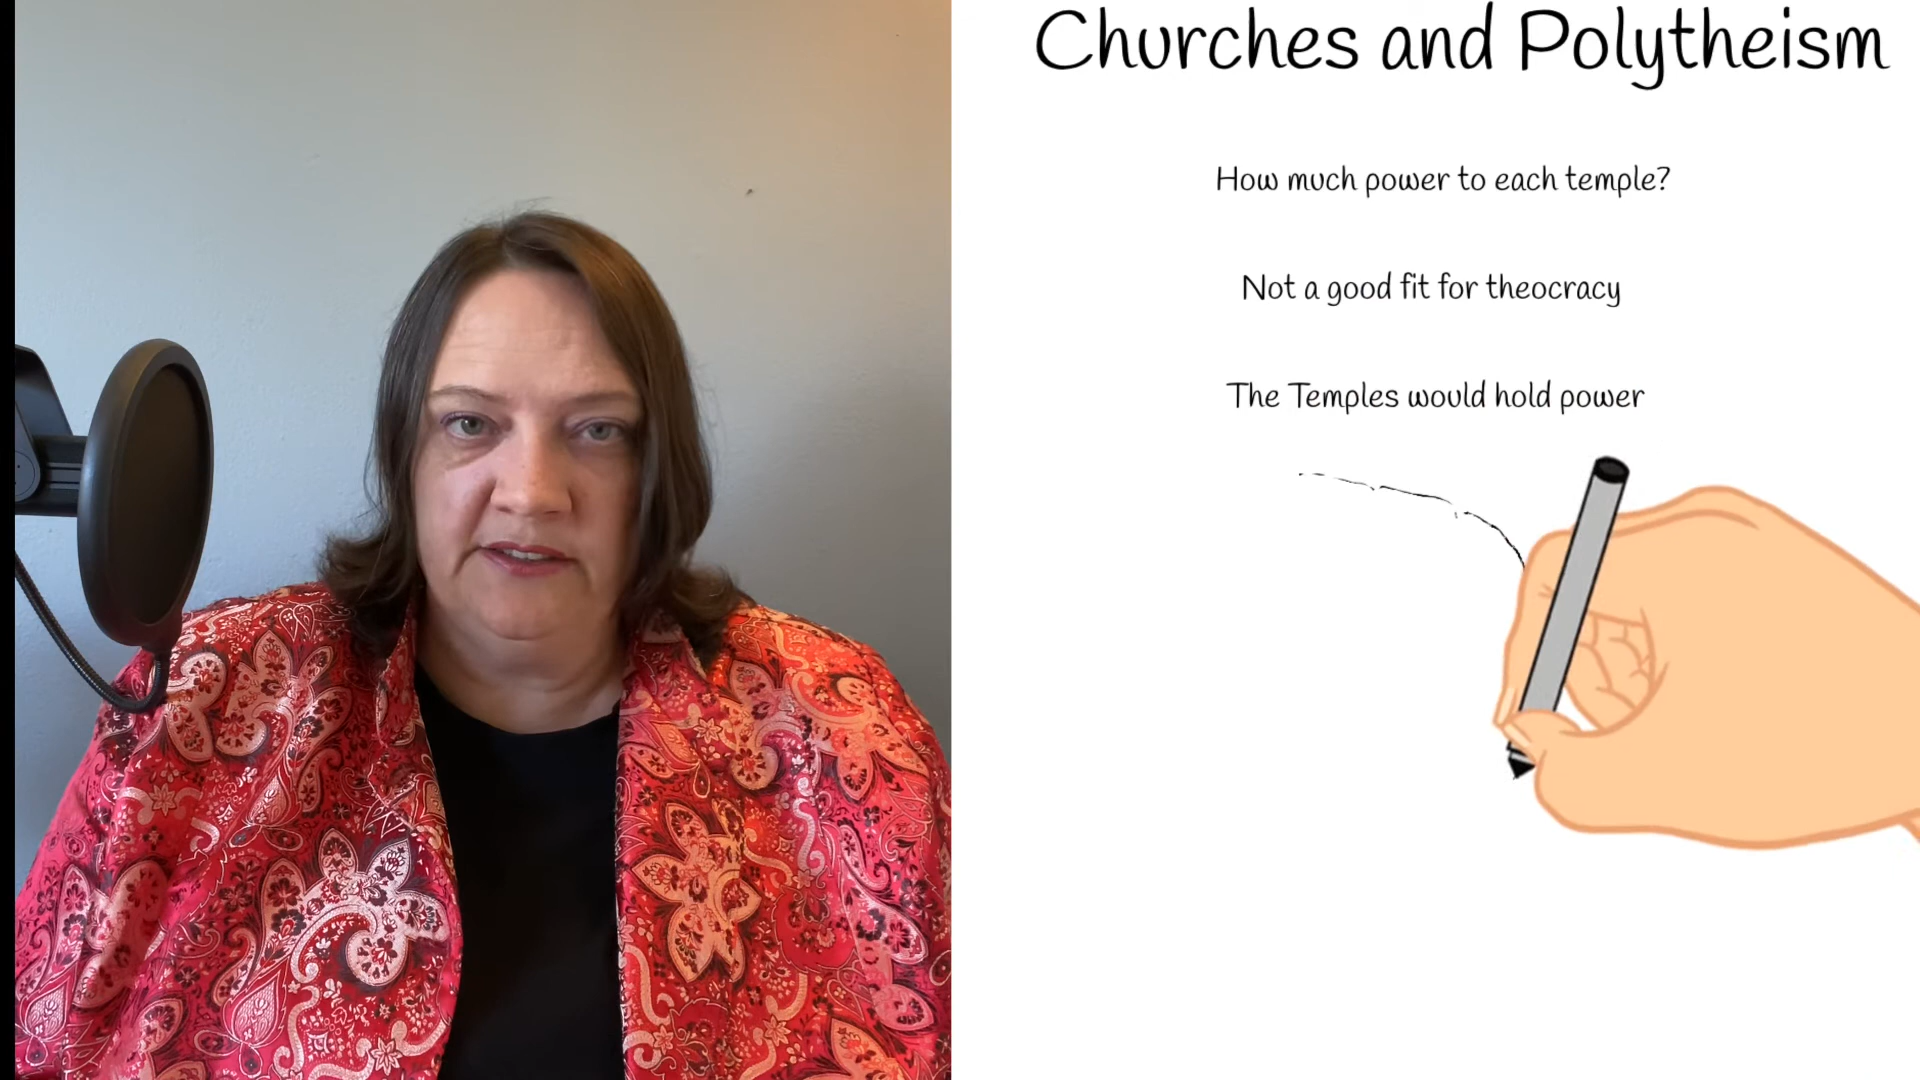 Churches and Polytheism
How much power to each temple?
Not a good fit for theocracy
The Temples would hold power